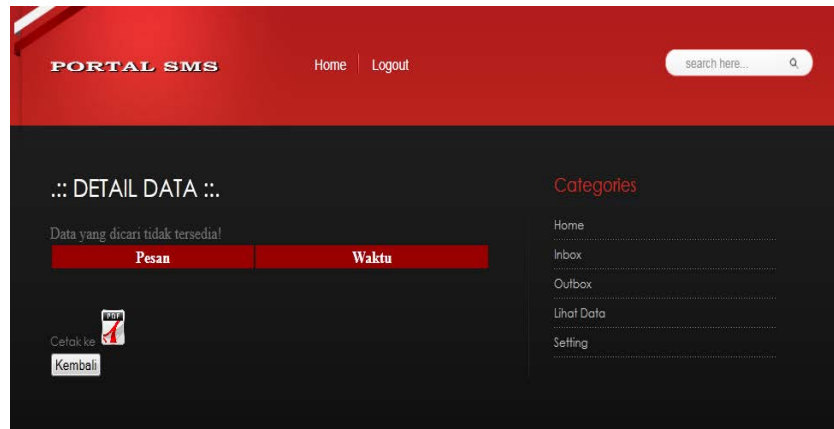 PORTAL SMS
Home
Logout
search here...
.:: DETAIL DATA ::.
Data yang dicari tidak tersedia!
Pesan
Waktu
Cetak ke
PDF
Kembali
Categories
Home
Inbox
Outbox
Lihat Data
Setting